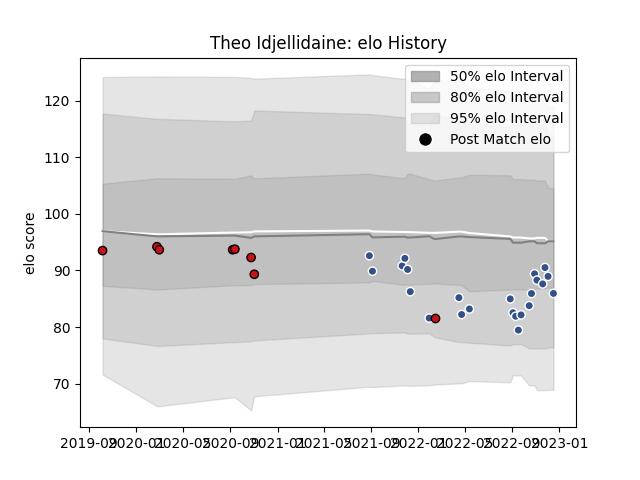 Theo Idjellidaine: elo History
50% elo Interval
80% elo Interval
95% elo Interval
Post Match elo
elo score
120
110
100
90
80
70
2019-09 2020-01 2020-05 2020-09 2021-01 2021-05 2021-09 2022-01 2022-05 2022-09 2023-01